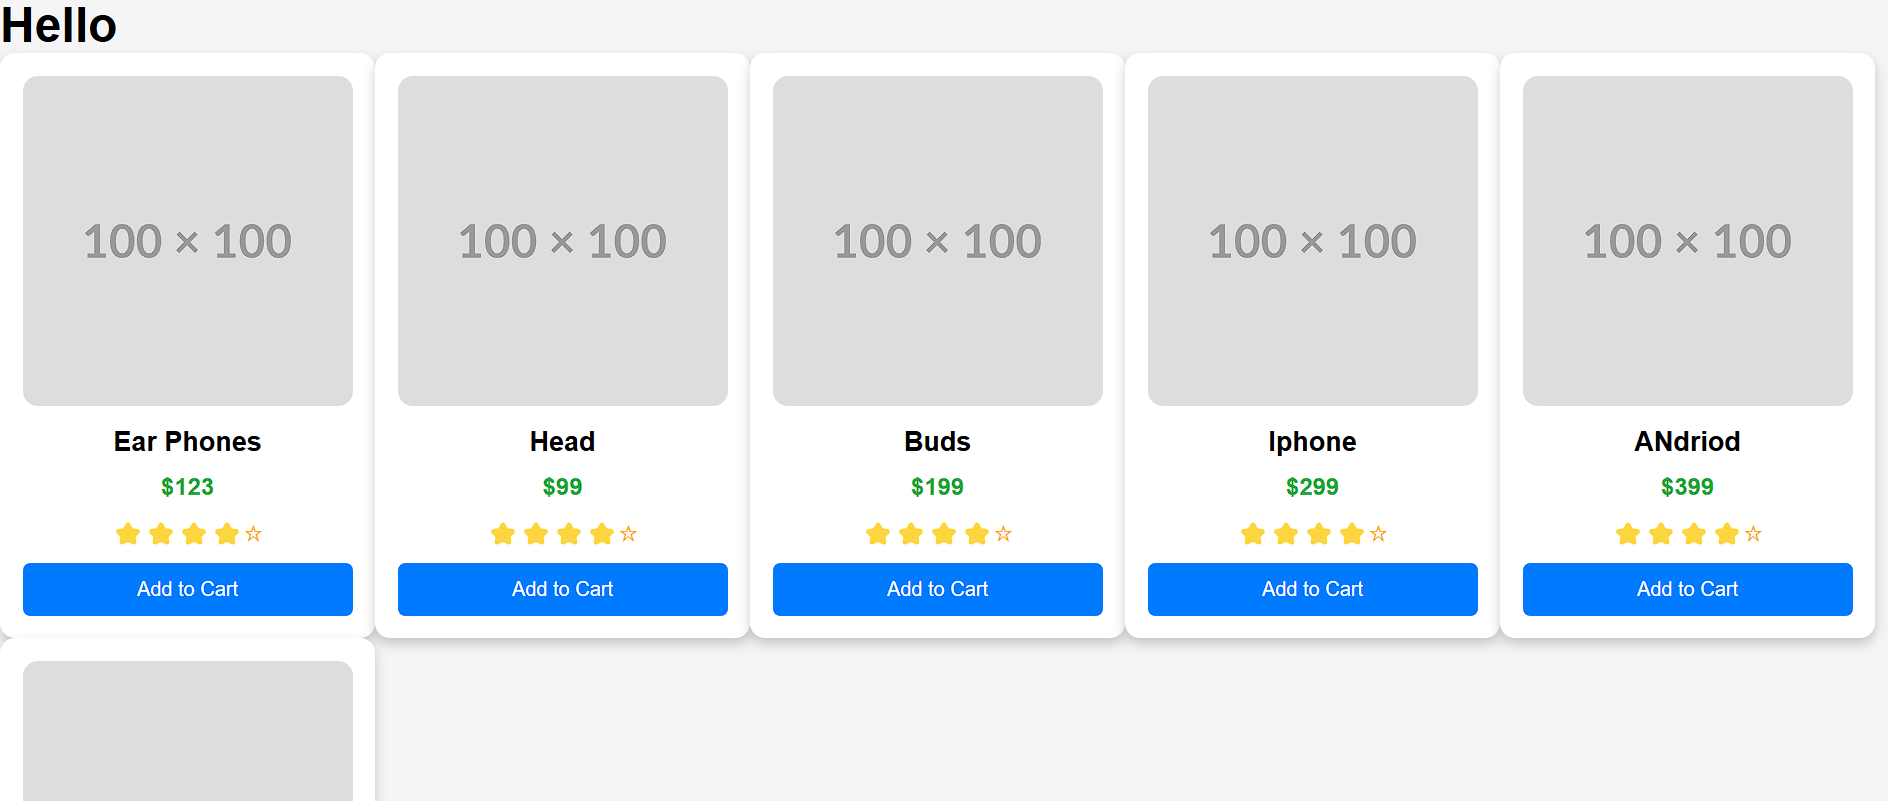 Hello
100 × 100 100 × 100 100 × 100 100 × 100 100 × 100
Ear Phones Head Buds Iphone ANdriod
$123 $99 $199 $299 $399
Add to Cart Add to Cart Add to Cart Add to Cart Add to Cart